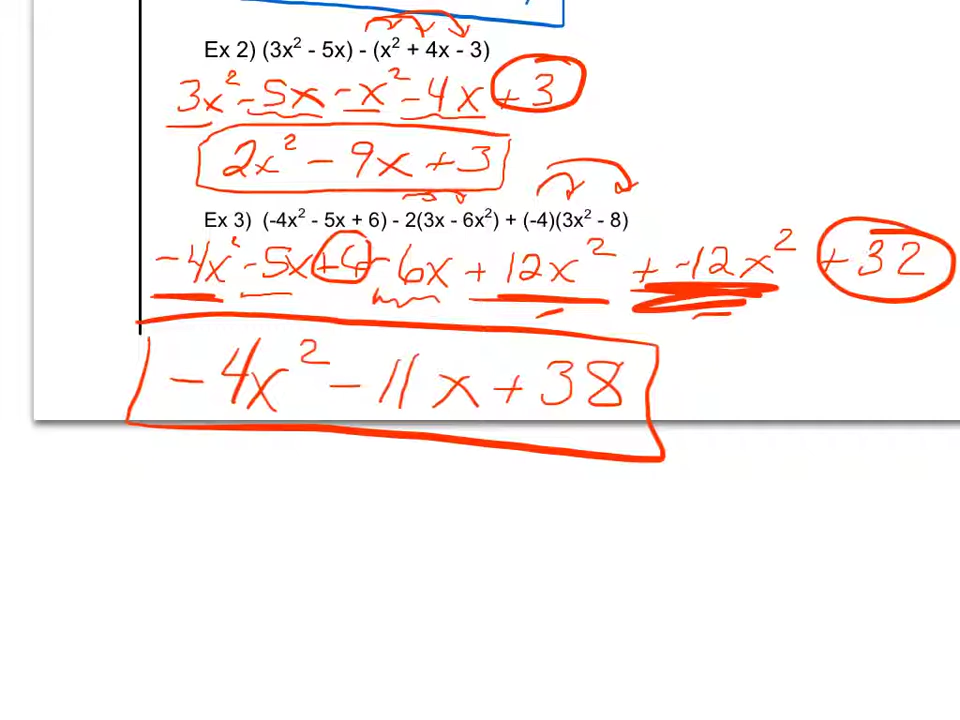 Ex 2) (3x² - 5x) - (x² + 4x - 3)
3x² - 5x - x² - 4x + 3
2x² - 9x + 3
Ex 3) (-4x² - 5x + 6) - 2(3x - 6x²) + (-4)(3x² - 8)
-4x² - 5x + 6 - 6x + 12x² + -12x² + 32
-4x² - 11x + 38